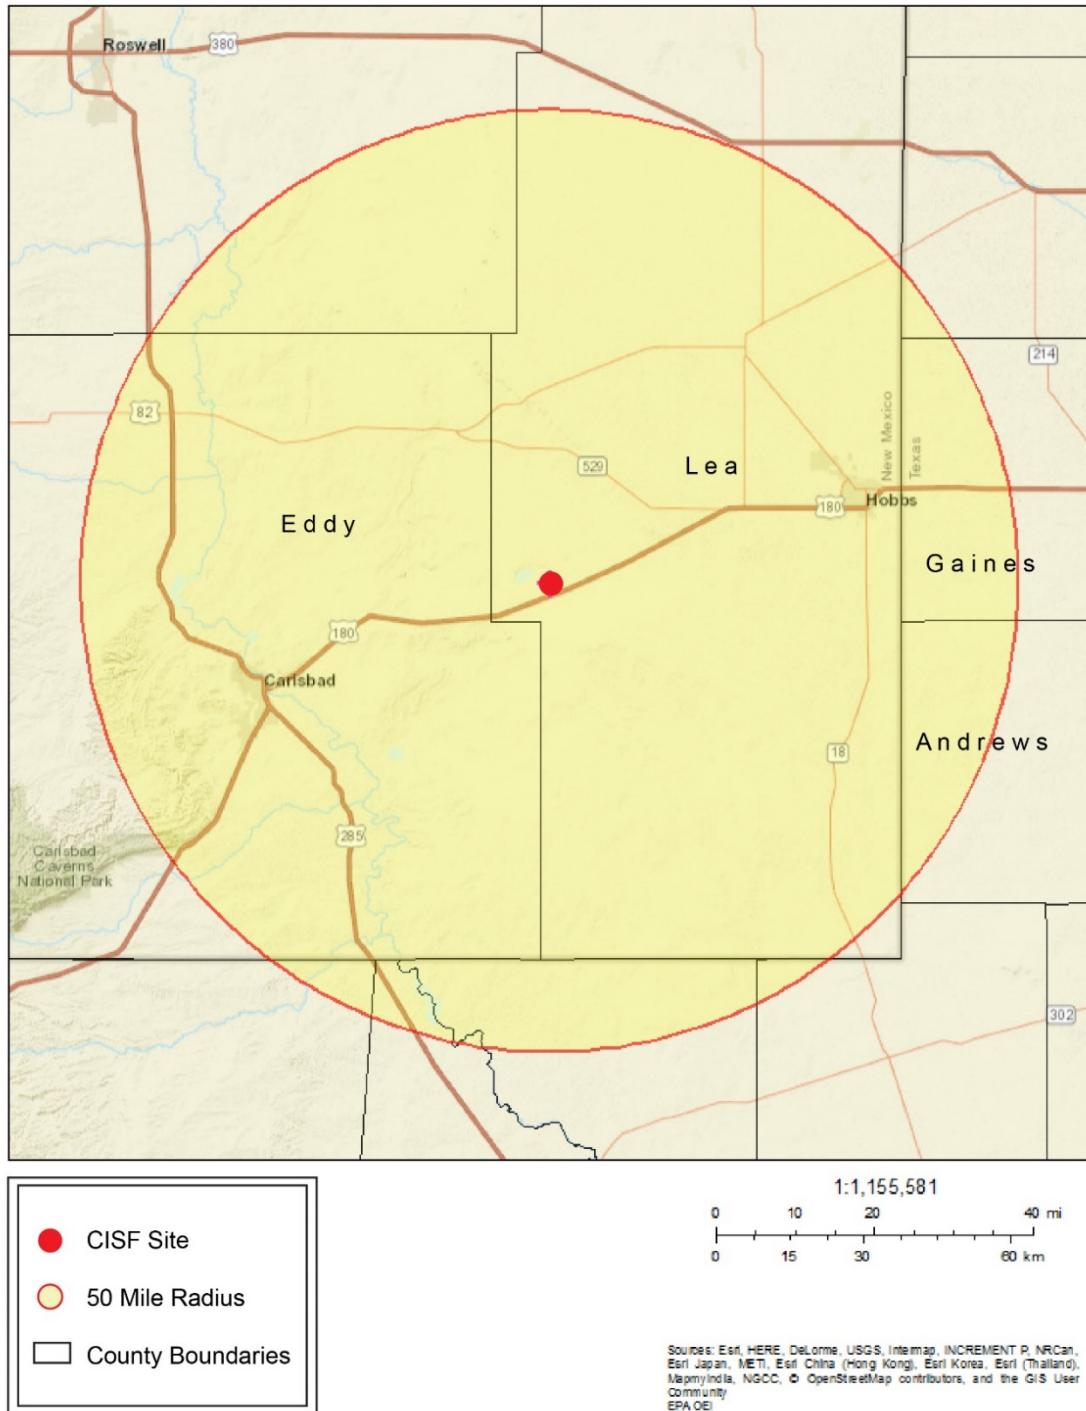 Roswell
380
82
529
Lea
New Mexico
Texas
214
Eddy
180
Hobbs
Gaines
180
Carlsbad
Andrews
18
285
Carlsbad
Caverns
National Park
302
1:1,155,581
0 10 20 40 mi
0 15 30 60 km
CISF Site
50 Mile Radius
County Boundaries
Sources: Esri, HERE, DeLorme, USGS, Intermap, INCREMENT P, NRCan,
Esri Japan, METI, Esri China (Hong Kong), Esri Korea, Esri (Thailand),
MapmyIndia, NGCC, © OpenStreetMap contributors, and the GIS User
Community
EPA OEI